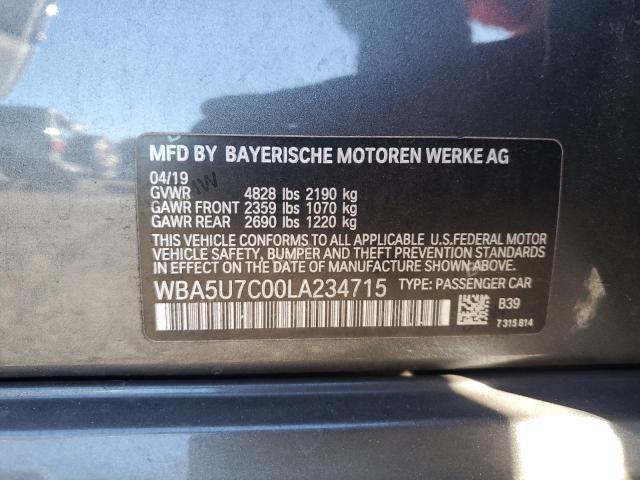 MFD BY BAYERISCHE MOTOREN WERKE AG
04/19
GVWR 4828 lbs 2190 kg
GAWR FRONT 2359 lbs 1070 kg
GAWR REAR 2690 lbs 1220 kg
THIS VEHICLE CONFORMS TO ALL APPLICABLE U.S.FEDERAL MOTOR
VEHICLE SAFETY, BUMPER AND THEFT PREVENTION STANDARDS
IN EFFECT ON THE DATE OF MANUFACTURE SHOWN ABOVE.
WBA5U7C00LA234715 TYPE: PASSENGER CAR
B39
7315814